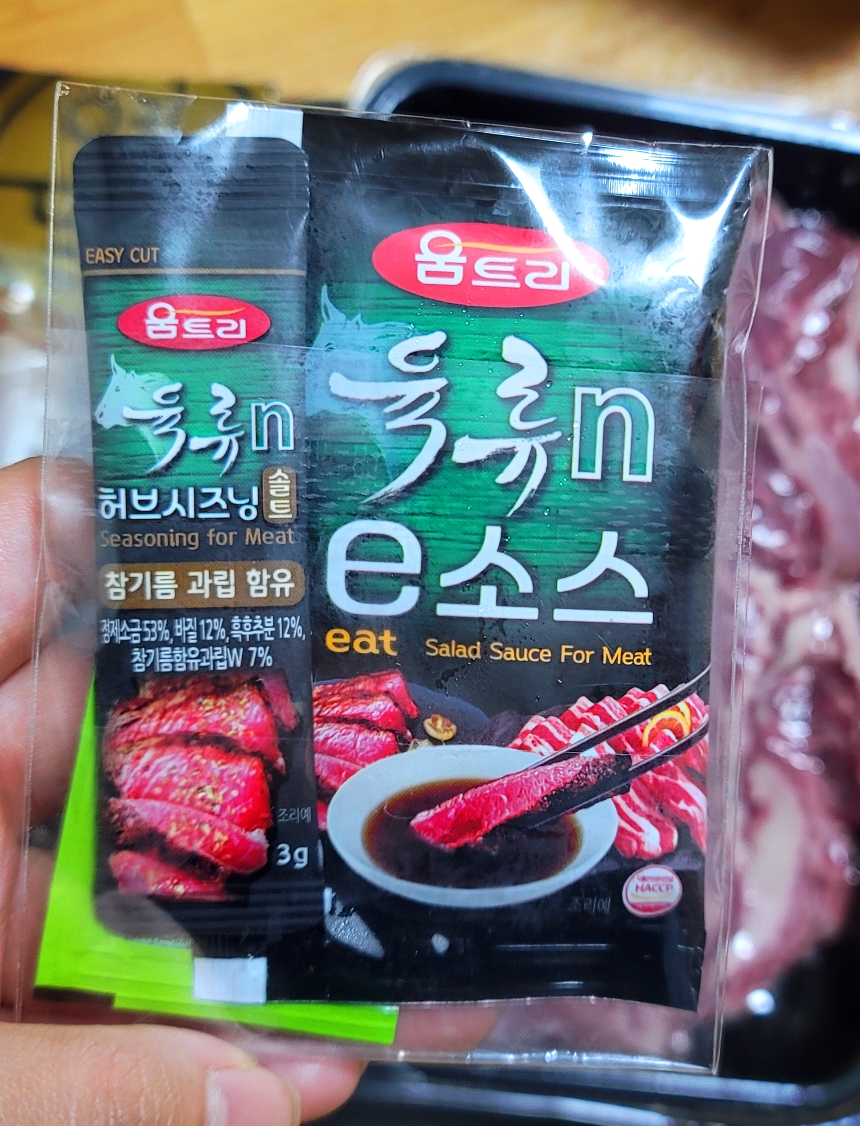 EASY CUT
움트리
육류n
허브시즈닝 솔트
Seasoning for Meat
참기름 과립 함유
정제소금 53%, 바질 12%, 흑후추분 12%,
참기름함유과립W 7%
조리예
3g
움트리
육류n
e소스
eat Salad Sauce For Meat
조리예
HACCP